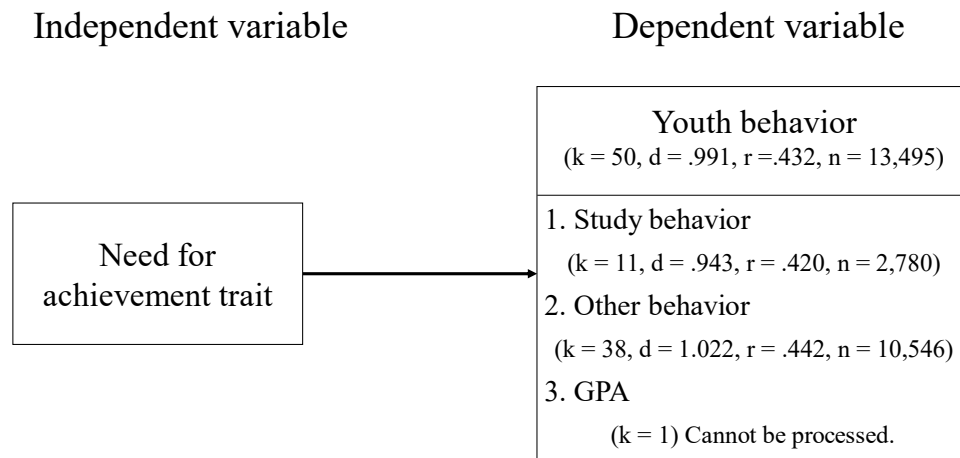 Independent variable
Dependent variable
Youth behavior
(k = 50, d = .991, r =.432, n = 13,495)
Need for
achievement trait
1. Study behavior
(k = 11, d = .943, r = .420, n = 2,780)
2. Other behavior
(k = 38, d = 1.022, r = .442, n = 10,546)
3. GPA
(k = 1) Cannot be processed.